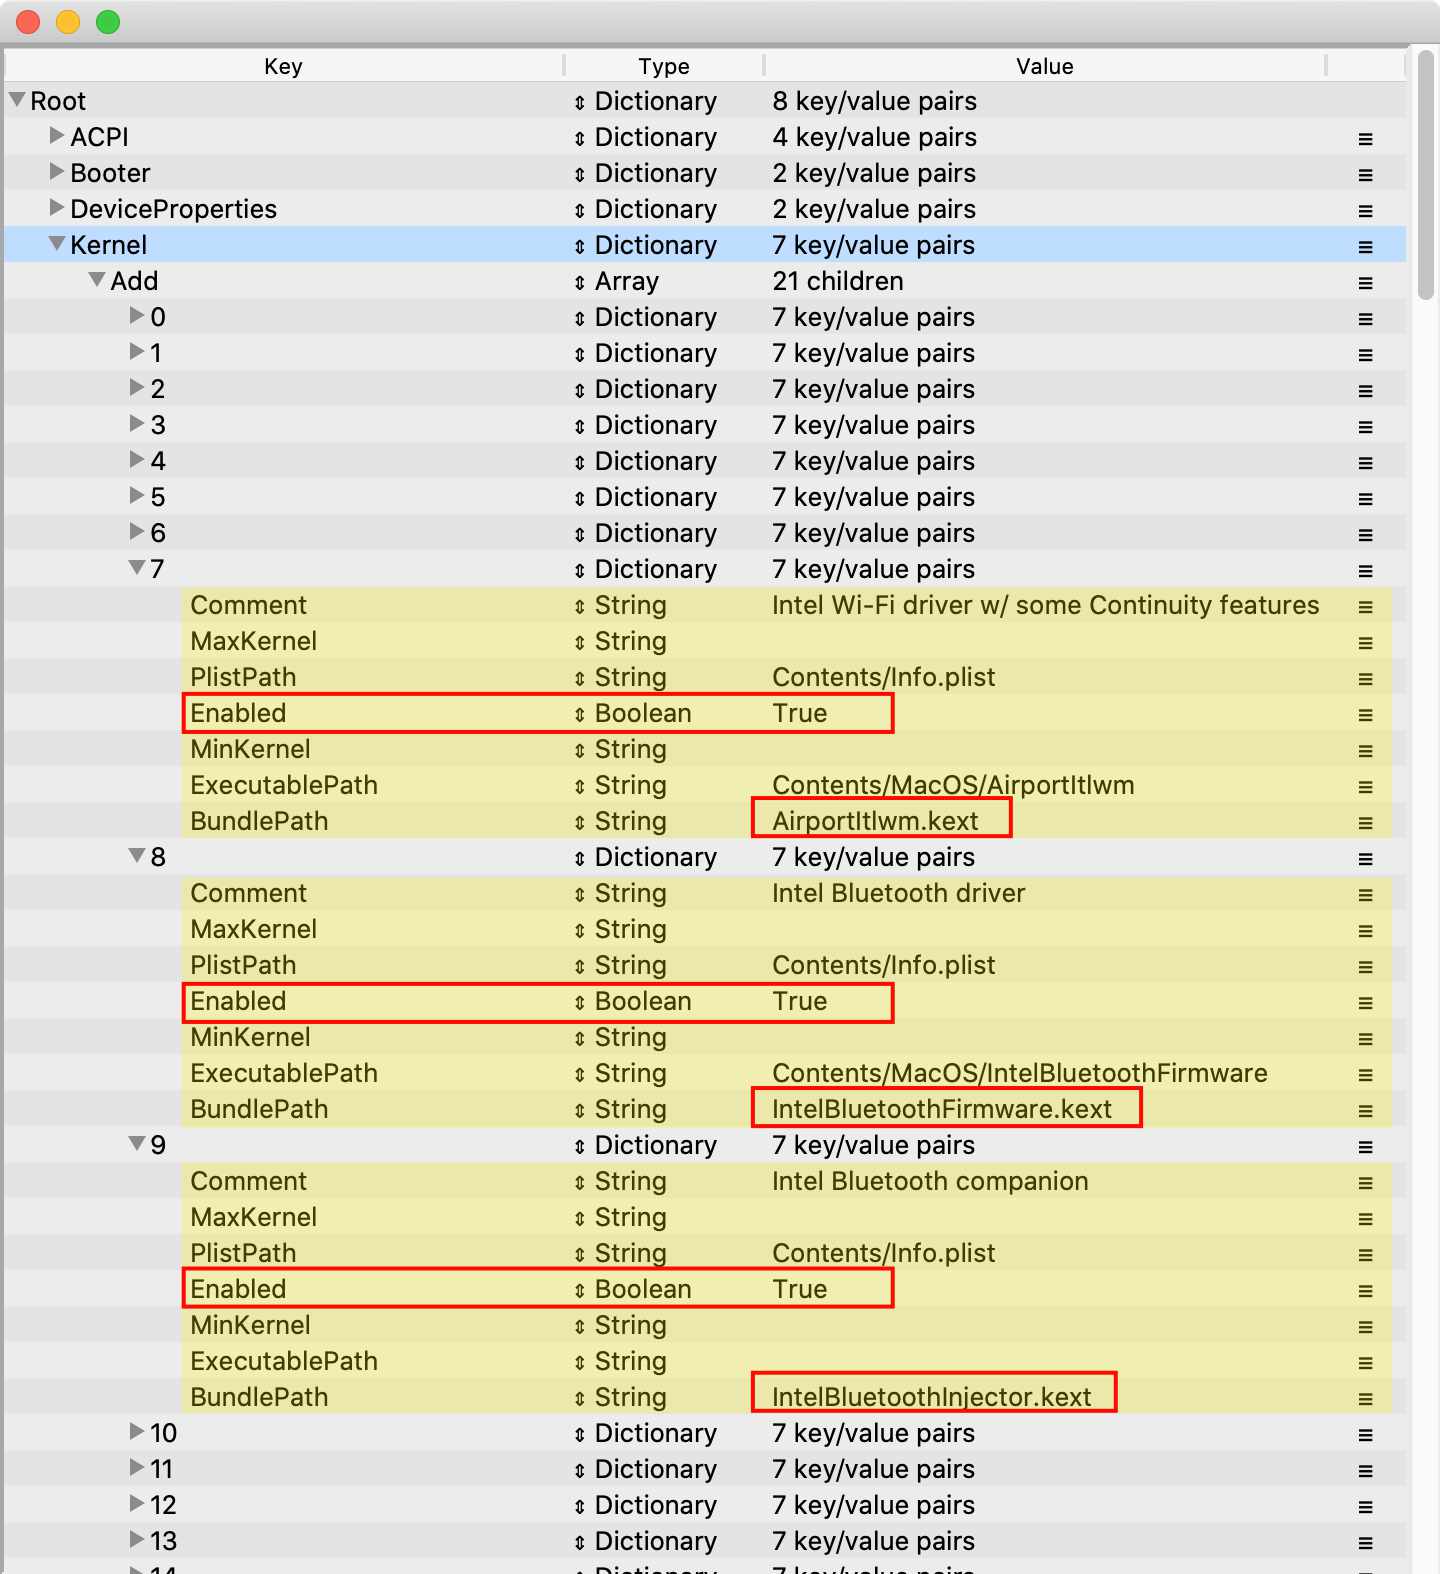 Key Type Value
Root Dictionary 8 key/value pairs
ACPI Dictionary 4 key/value pairs
Booter Dictionary 2 key/value pairs
DeviceProperties Dictionary 2 key/value pairs
Kernel Dictionary 7 key/value pairs
Add Array 21 children
0 Dictionary 7 key/value pairs
1 Dictionary 7 key/value pairs
2 Dictionary 7 key/value pairs
3 Dictionary 7 key/value pairs
4 Dictionary 7 key/value pairs
5 Dictionary 7 key/value pairs
6 Dictionary 7 key/value pairs
7 Dictionary 7 key/value pairs
Comment String Intel Wi-Fi driver w/ some Continuity features
MaxKernel String
PlistPath String Contents/Info.plist
Enabled Boolean True
MinKernel String
ExecutablePath String Contents/MacOS/AirportItlwm
BundlePath String AirportItlwm.kext
8 Dictionary 7 key/value pairs
Comment String Intel Bluetooth driver
MaxKernel String
PlistPath String Contents/Info.plist
Enabled Boolean True
MinKernel String
ExecutablePath String Contents/MacOS/IntelBluetoothFirmware
BundlePath String IntelBluetoothFirmware.kext
9 Dictionary 7 key/value pairs
Comment String Intel Bluetooth companion
MaxKernel String
PlistPath String Contents/Info.plist
Enabled Boolean True
MinKernel String
ExecutablePath String
BundlePath String IntelBluetoothInjector.kext
10 Dictionary 7 key/value pairs
11 Dictionary 7 key/value pairs
12 Dictionary 7 key/value pairs
13 Dictionary 7 key/value pairs